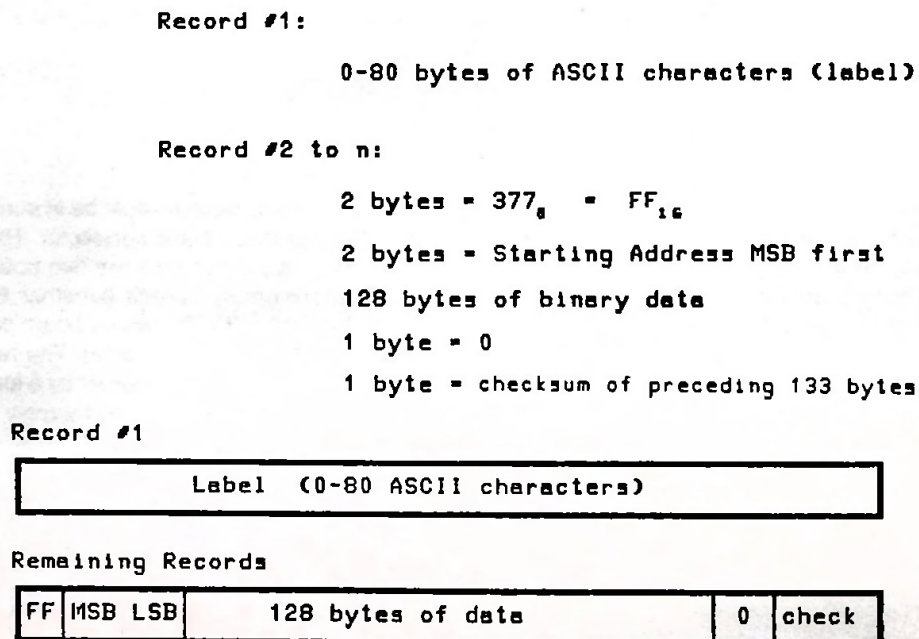 Record #1:
0-80 bytes of ASCII characters (label)
Record #2 to n:
2 bytes = 377₈ = FF₁₆
2 bytes = Starting Address MSB first
128 bytes of binary data
1 byte = 0
1 byte = checksum of preceding 133 bytes
Record #1
Label (0-80 ASCII characters)
Remaining Records
FF MSB LSB 128 bytes of data 0 check